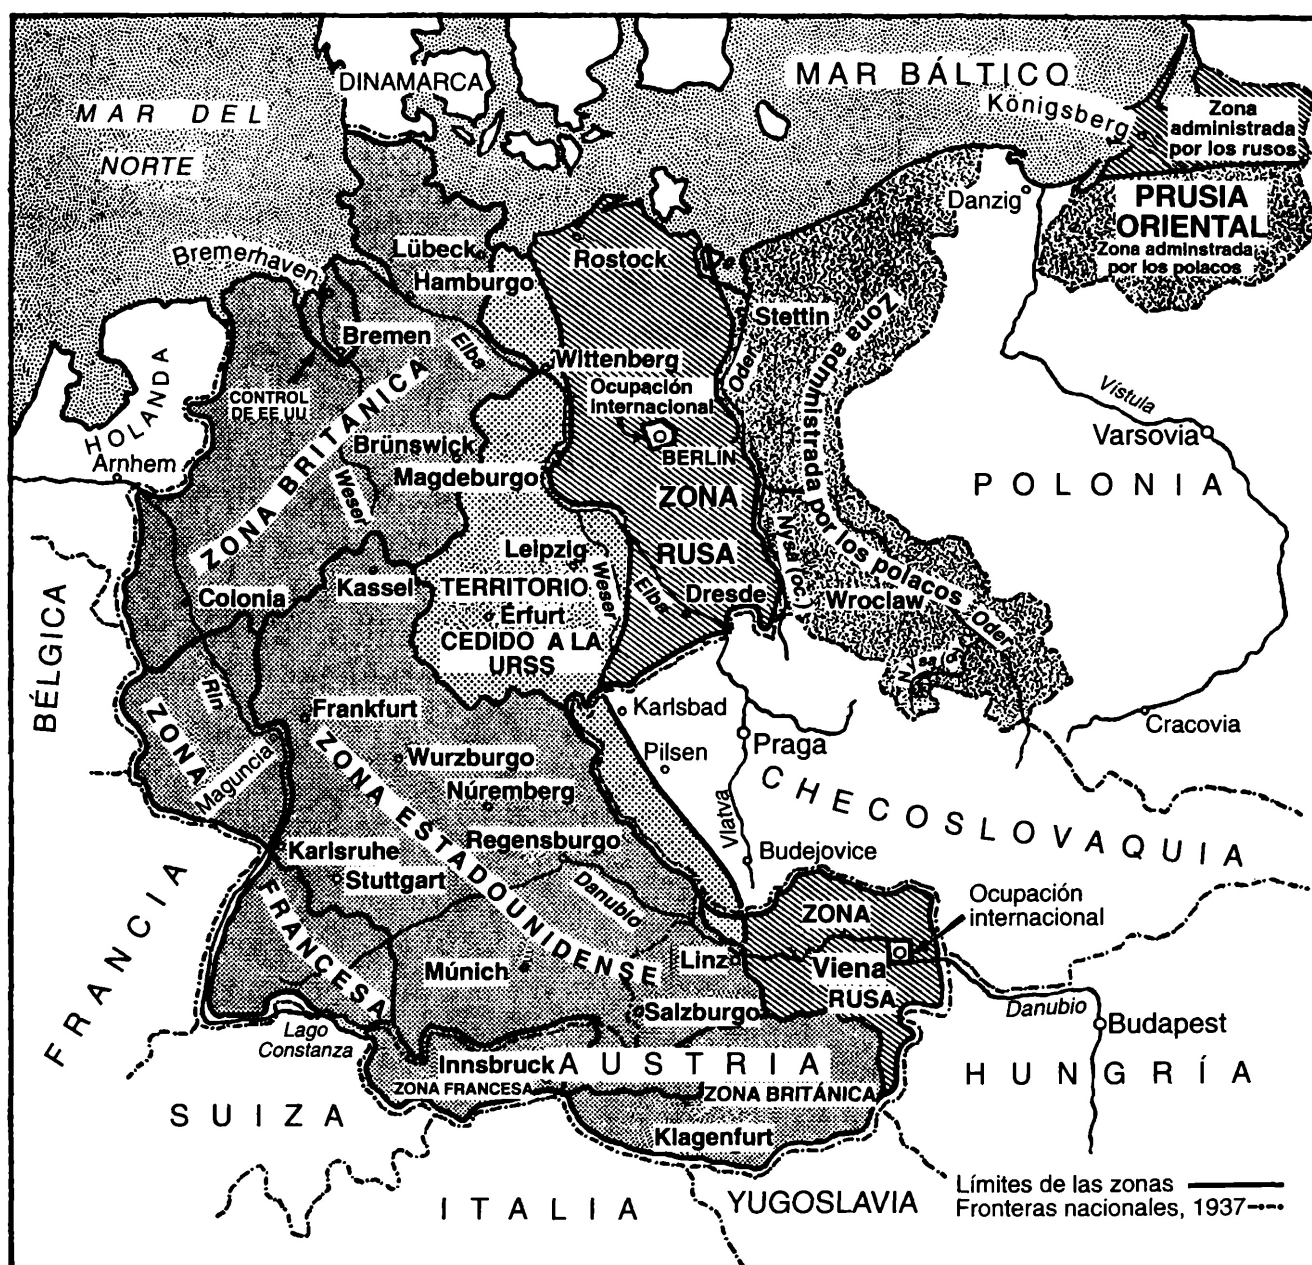 DINAMARCA
MAR DEL
NORTE
MAR BÁLTICO
Königsberg
Zona
administrada
por los rusos
PRUSIA
ORIENTAL
Zona adminstrada
por los polacos
Danzig
Lübeck
Hamburgo
Bremerhaven
Rostock
Stettin
Zona administrada por los polacos
Bremen
Elba
Wittenberg
Ocupación
internacional
Oder
BERLÍN
CONTROL
DE EE UU
HOLANDA
Arnhem
ZONA BRITANICA
Brünswick
Magdeburgo
Weser
Vístula
Varsovia
POLONIA
ZONA
RUSA
Nysa (oc.)
Leipzig
Weser
Elba
Dresde
Wroclaw
Oder
Colonia
Kassel
TERRITORIO
Erfurt
CEDIDO A LA
URSS
BÉLGICA
Rin
ZONA
Maguncia
Frankfurt
Wurzburgo
Núremberg
Regensburgo
ZONA ESTADOUNIDENSE
Karlsbad
Pilsen
Praga
Vlatva
Cracovia
CHECOSLOVAQUIA
Budejovice
Karlsruhe
Stuttgart
FRANCESA
Danubio
FRANCIA
Múnich
Linz
ZONA
Viena
RUSA
Ocupación
internacional
Salzburgo
Danubio
Budapest
Lago
Constanza
Innsbruck
AUSTRIA
ZONA FRANCESA
ZONA BRITÁNICA
HUNGRÍA
SUIZA
Klagenfurt
ITALIA
YUGOSLAVIA
Límites de las zonas
Fronteras nacionales, 1937